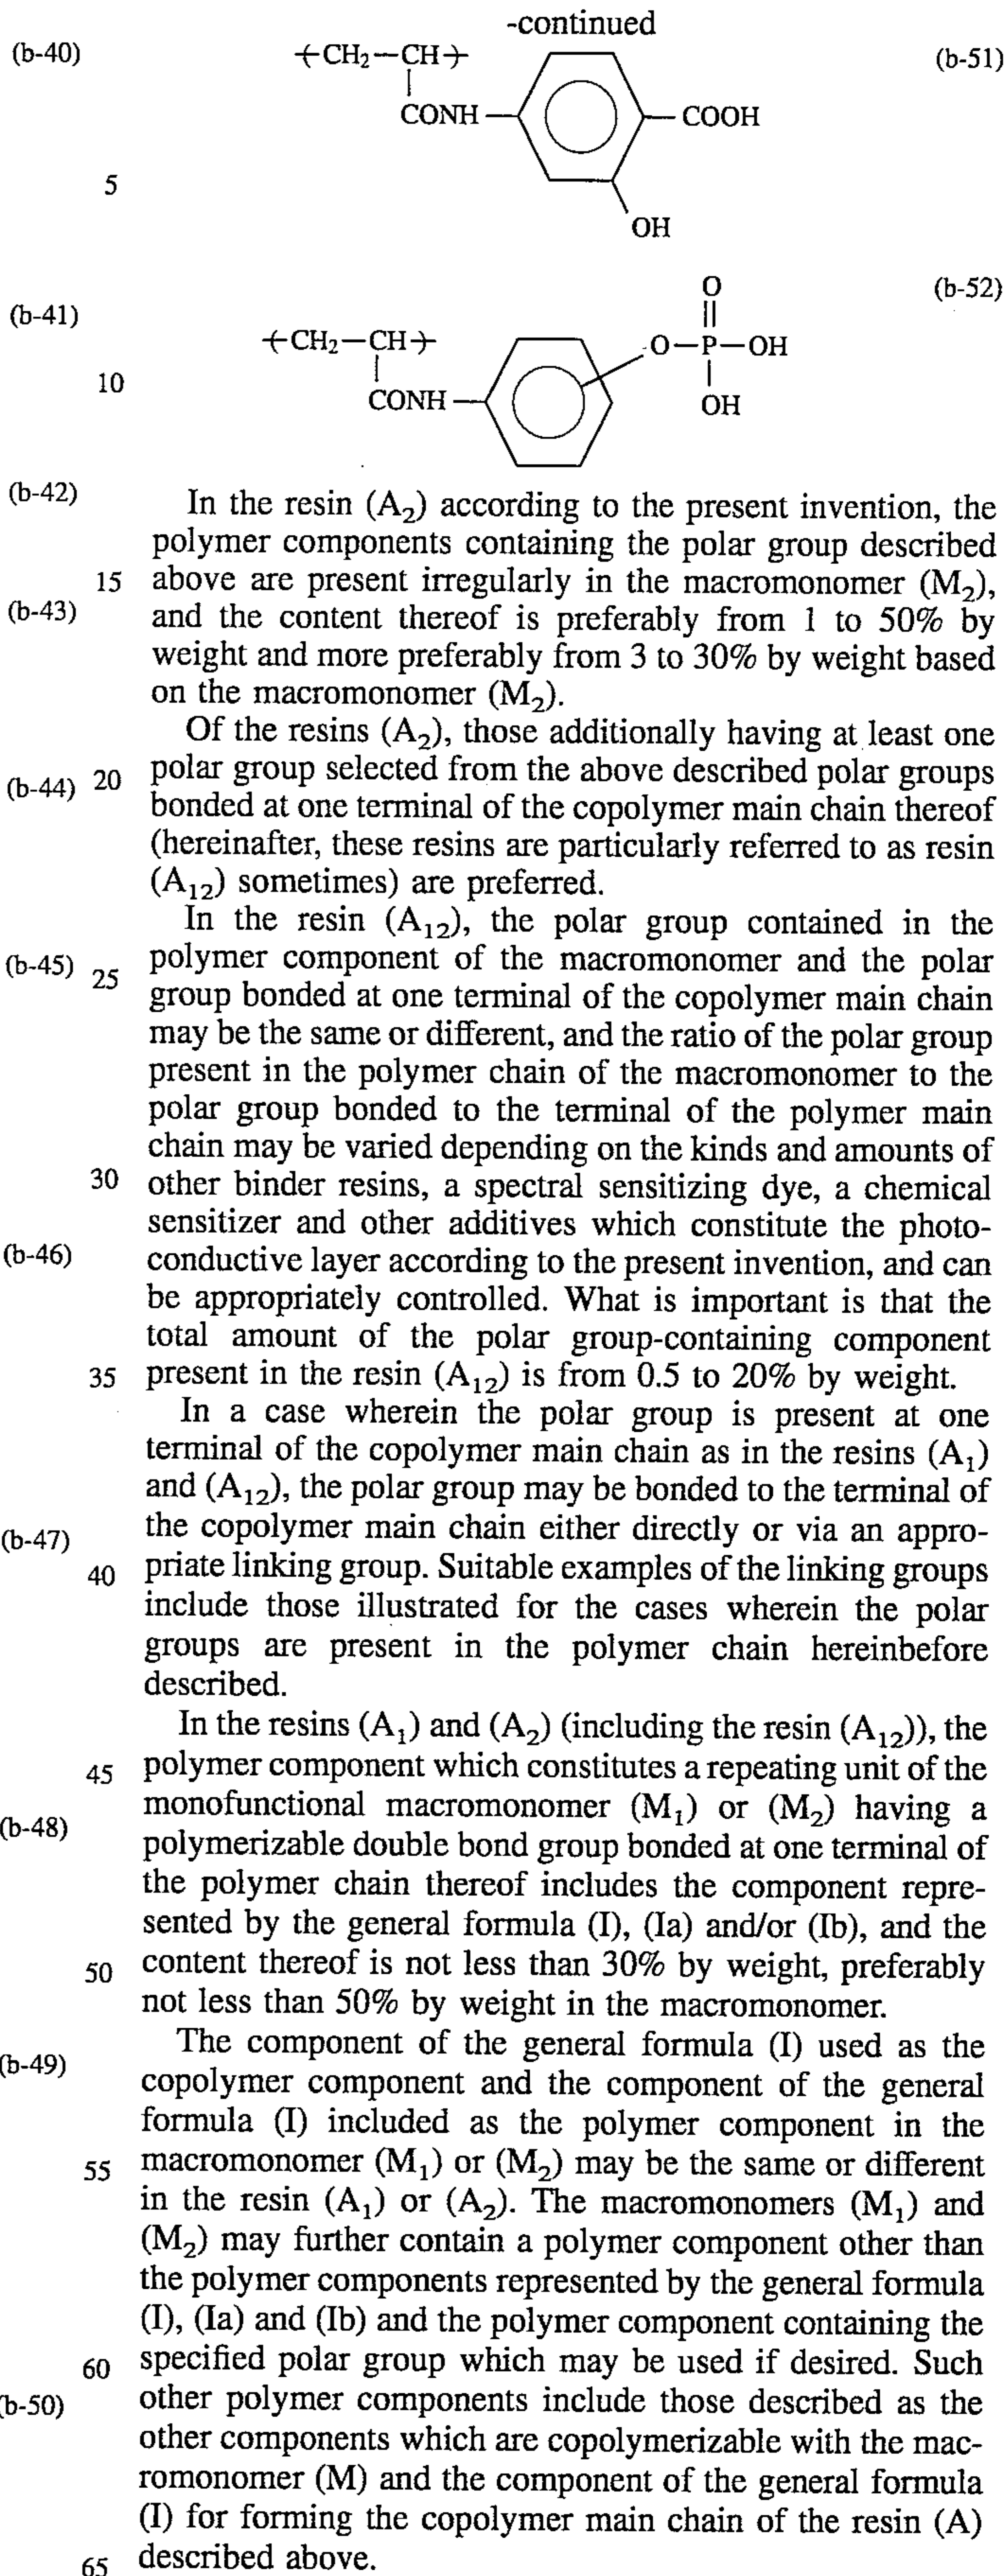 -continued
(b-40)
(b-51)
+CH₂—CH+
CONH
COOH
5
OH
(b-52)
(b-41)
O
+CH₂—CH+
O—P—OH
10
CONH
OH
(b-42)
In the resin (A₂) according to the present invention, the
polymer components containing the polar group described
15 above are present irregularly in the macromonomer (M₂),
(b-43)
and the content thereof is preferably from 1 to 50% by
weight and more preferably from 3 to 30% by weight based
on the macromonomer (M₂).
Of the resins (A₂), those additionally having at least one
(b-44) 20 polar group selected from the above described polar groups
bonded at one terminal of the copolymer main chain thereof
(hereinafter, these resins are particularly referred to as resin
(A₁₂) sometimes) are preferred.
In the resin (A₁₂), the polar group contained in the
(b-45) 25 polymer component of the macromonomer and the polar
group bonded at one terminal of the copolymer main chain
may be the same or different, and the ratio of the polar group
present in the polymer chain of the macromonomer to the
polar group bonded to the terminal of the polymer main
chain may be varied depending on the kinds and amounts of
30 other binder resins, a spectral sensitizing dye, a chemical
sensitizer and other additives which constitute the photo-
(b-46) conductive layer according to the present invention, and can
be appropriately controlled. What is important is that the
total amount of the polar group-containing component
35 present in the resin (A₁₂) is from 0.5 to 20% by weight.
In a case wherein the polar group is present at one
terminal of the copolymer main chain as in the resins (A₁)
and (A₁₂), the polar group may be bonded to the terminal of
(b-47) the copolymer main chain either directly or via an appro-
40 priate linking group. Suitable examples of the linking groups
include those illustrated for the cases wherein the polar
groups are present in the polymer chain hereinbefore
described.
In the resins (A₁) and (A₂) (including the resin (A₁₂)), the
45 polymer component which constitutes a repeating unit of the
monofunctional macromonomer (M₁) or (M₂) having a
(b-48)
polymerizable double bond group bonded at one terminal of
the polymer chain thereof includes the component repre-
sented by the general formula (I), (Ia) and/or (Ib), and the
50 content thereof is not less than 30% by weight, preferably
not less than 50% by weight in the macromonomer.
The component of the general formula (I) used as the
(b-49)
copolymer component and the component of the general
formula (I) included as the polymer component in the
55 macromonomer (M₁) or (M₂) may be the same or different
in the resin (A₁) or (A₂). The macromonomers (M₁) and
(M₂) may further contain a polymer component other than
the polymer components represented by the general formula
(I), (Ia) and (Ib) and the polymer component containing the
60 specified polar group which may be used if desired. Such
(b-50) other polymer components include those described as the
other components which are copolymerizable with the mac-
romonomer (M) and the component of the general formula
(I) for forming the copolymer main chain of the resin (A)
65 described above.